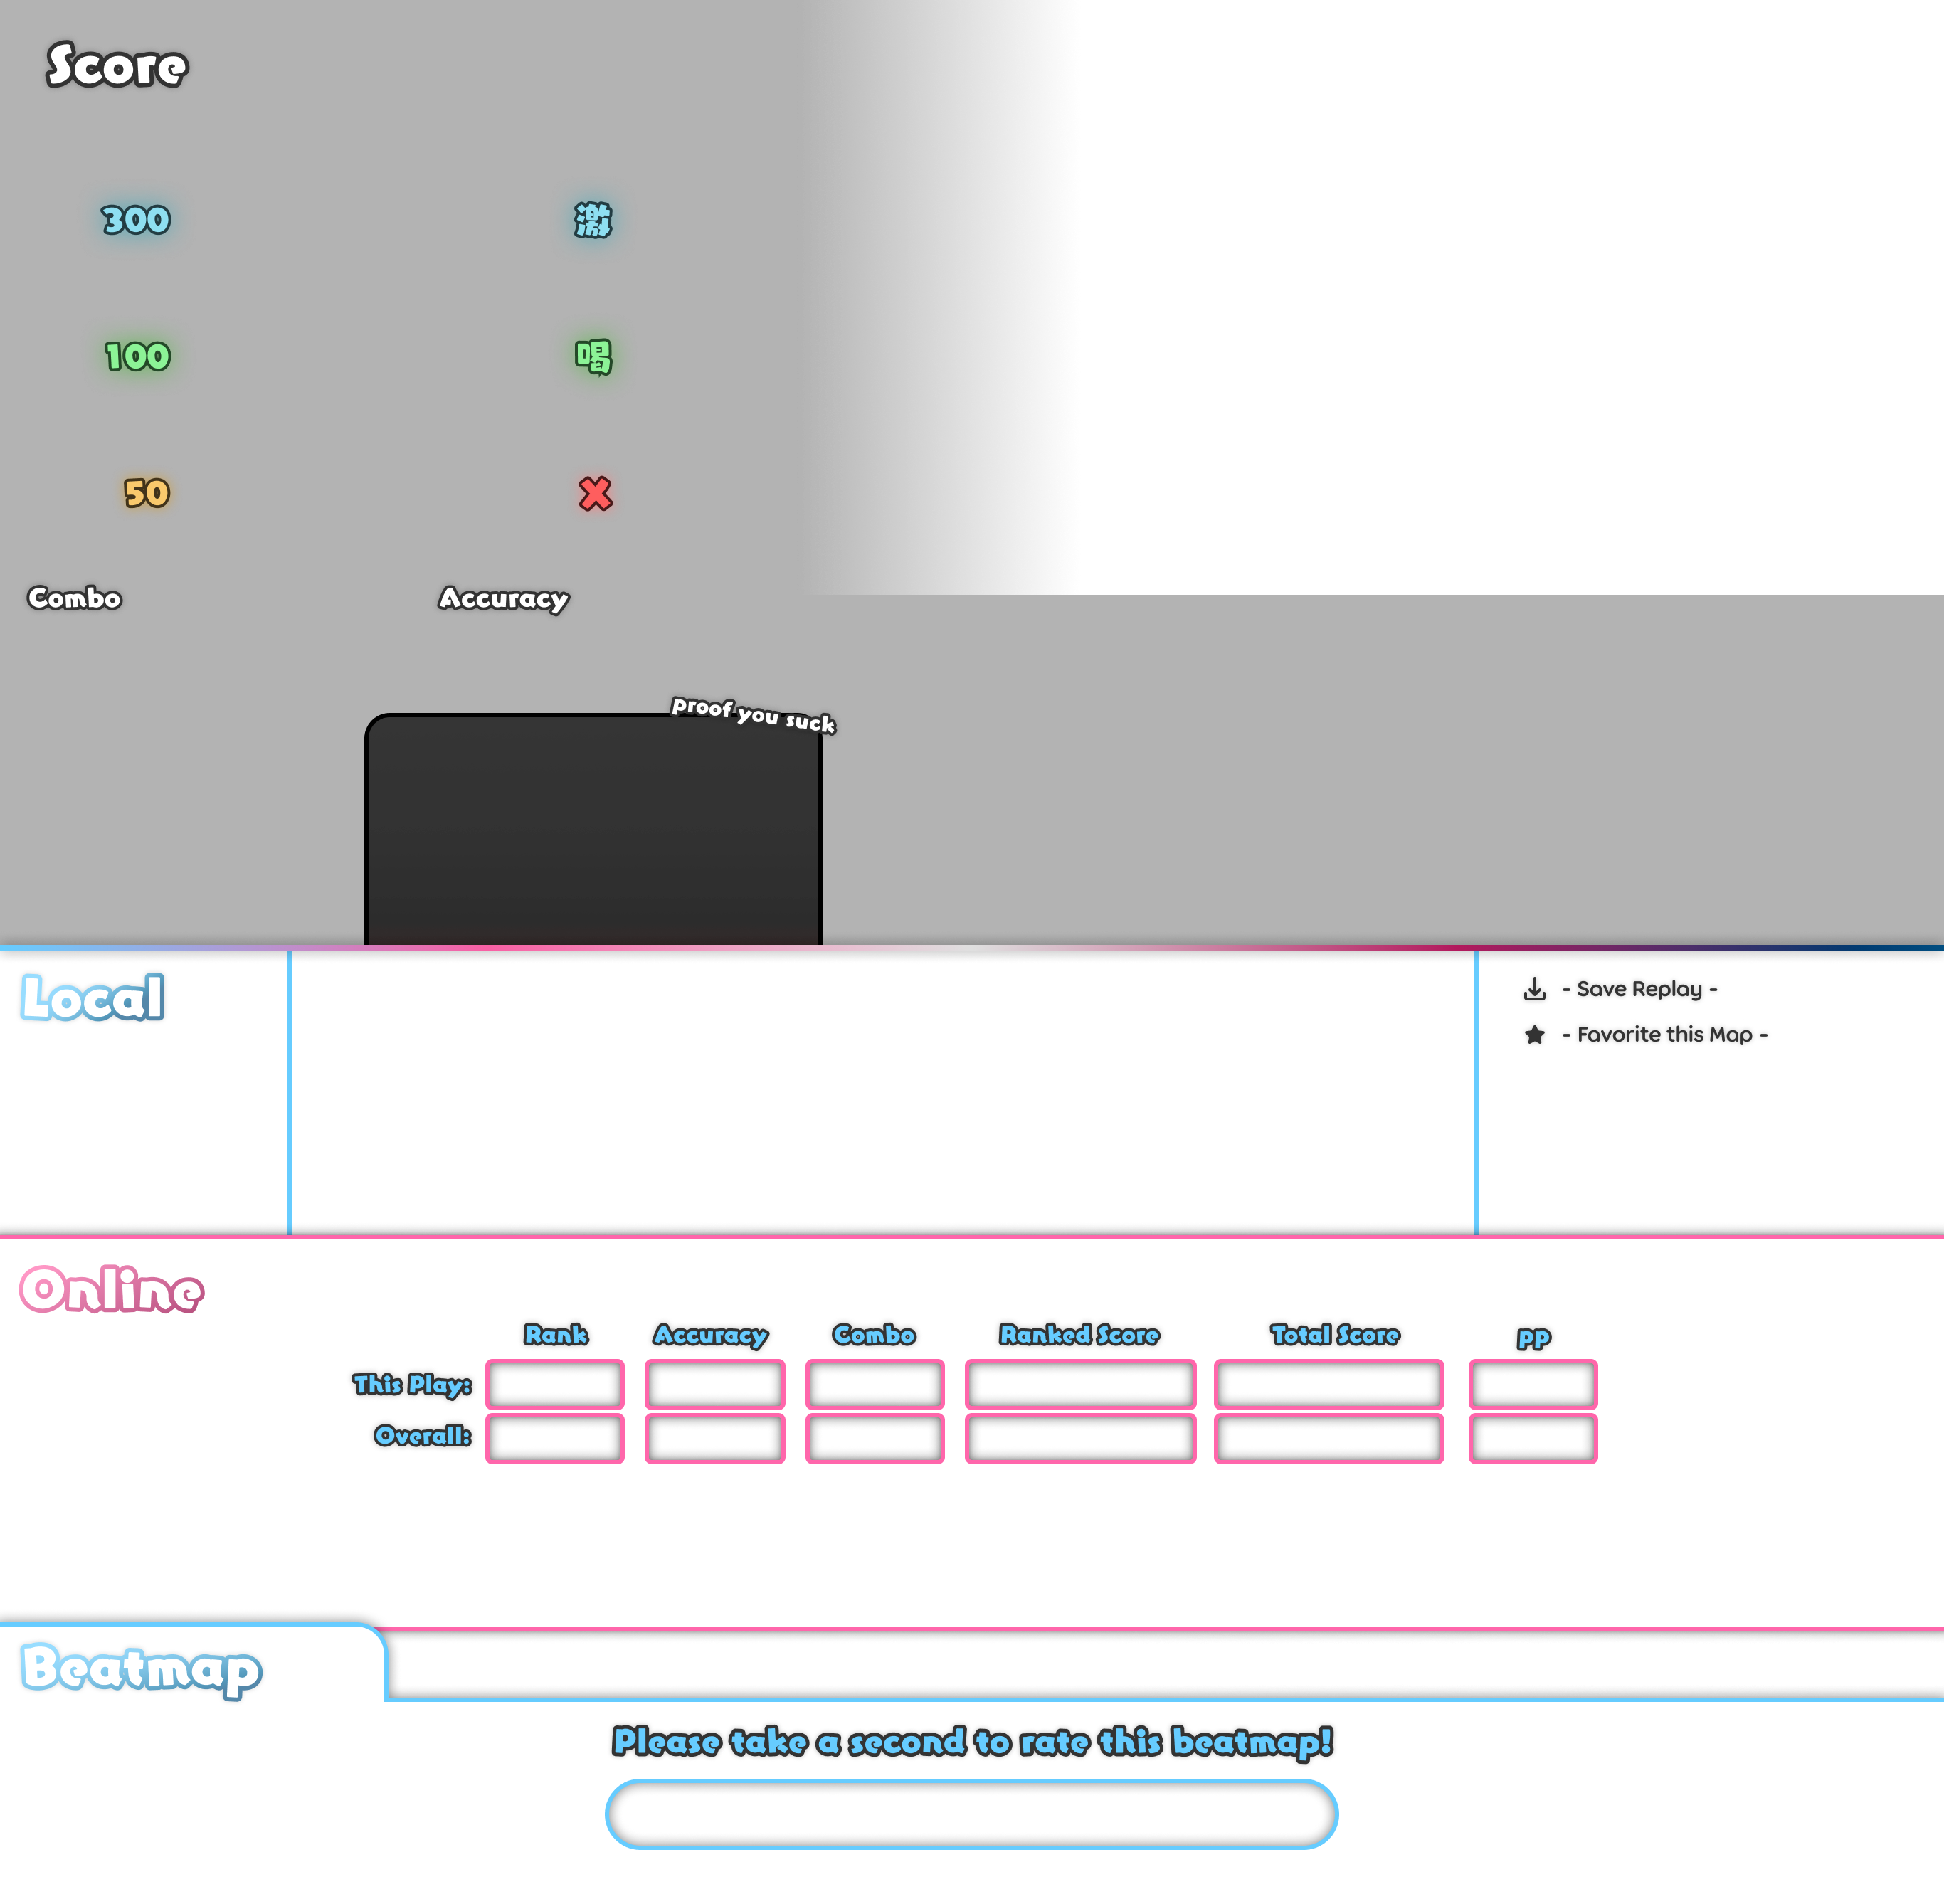 Score
300 激
100 喝
50 X
Combo Accuracy
proof you suck
Local
- Save Replay -
- Favorite this Map -
Online
Rank Accuracy Combo Ranked Score Total Score pp
This Play:
Overall:
Beatmap
Please take a second to rate this beatmap!